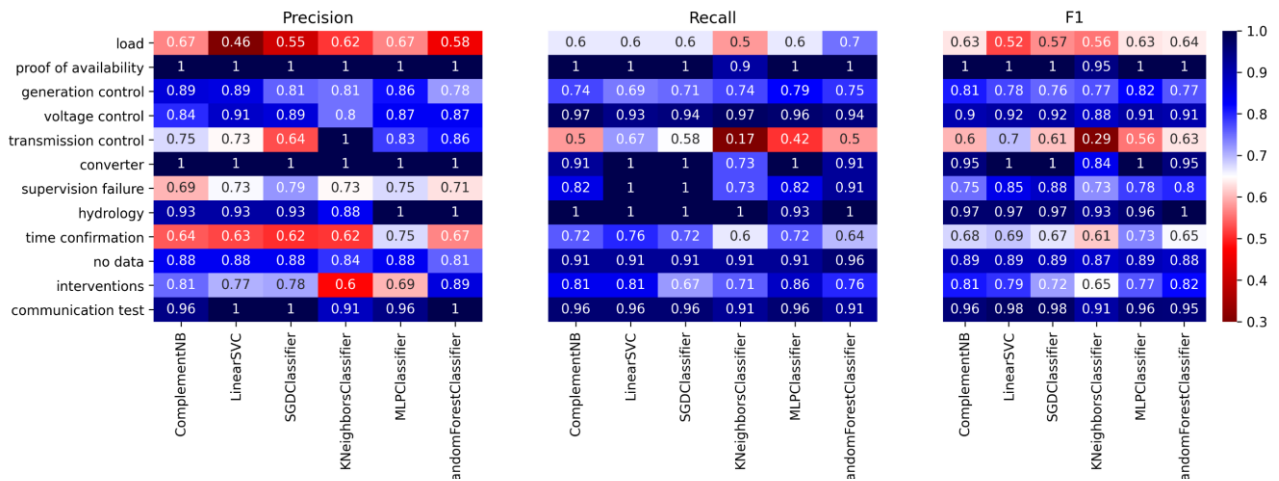 Precision Recall F1
load 0.67 0.46 0.55 0.62 0.67 0.58 0.6 0.6 0.6 0.5 0.6 0.7 0.63 0.52 0.57 0.56 0.63 0.64 1.0
proof of availability 1 1 1 1 1 1 1 1 1 0.9 1 1 1 1 1 0.95 1 1 0.9
generation control 0.89 0.89 0.81 0.81 0.86 0.78 0.74 0.69 0.71 0.74 0.79 0.75 0.81 0.78 0.76 0.77 0.82 0.77
voltage control 0.84 0.91 0.89 0.8 0.87 0.87 0.97 0.93 0.94 0.97 0.96 0.94 0.9 0.92 0.92 0.88 0.91 0.91 0.8
transmission control 0.75 0.73 0.64 1 0.83 0.86 0.5 0.67 0.58 0.17 0.42 0.5 0.6 0.7 0.61 0.29 0.56 0.63
converter 1 1 1 1 1 1 0.91 1 1 0.73 1 0.91 0.95 1 1 0.84 1 0.95 0.7
supervision failure 0.69 0.73 0.79 0.73 0.75 0.71 0.82 1 1 0.73 0.82 0.91 0.75 0.85 0.88 0.73 0.78 0.8 0.6
hydrology 0.93 0.93 0.93 0.88 1 1 1 1 1 1 0.93 1 0.97 0.97 0.97 0.93 0.96 1
time confirmation 0.64 0.63 0.62 0.62 0.75 0.67 0.72 0.76 0.72 0.6 0.72 0.64 0.68 0.69 0.67 0.61 0.73 0.65 0.5
no data 0.88 0.88 0.88 0.84 0.88 0.81 0.91 0.91 0.91 0.91 0.91 0.96 0.89 0.89 0.89 0.87 0.89 0.88
interventions 0.81 0.77 0.78 0.6 0.69 0.89 0.81 0.81 0.67 0.71 0.86 0.76 0.81 0.79 0.72 0.65 0.77 0.82 0.4
communication test 0.96 1 1 0.91 0.96 1 0.96 0.96 0.96 0.91 0.96 0.91 0.96 0.98 0.98 0.91 0.96 0.95 0.3
ComplementNB LinearSVC SGDClassifier KNeighborsClassifier MLPClassifier andomForestClassifier ComplementNB LinearSVC SGDClassifier KNeighborsClassifier MLPClassifier andomForestClassifier ComplementNB LinearSVC SGDClassifier KNeighborsClassifier MLPClassifier andomForestClassifier